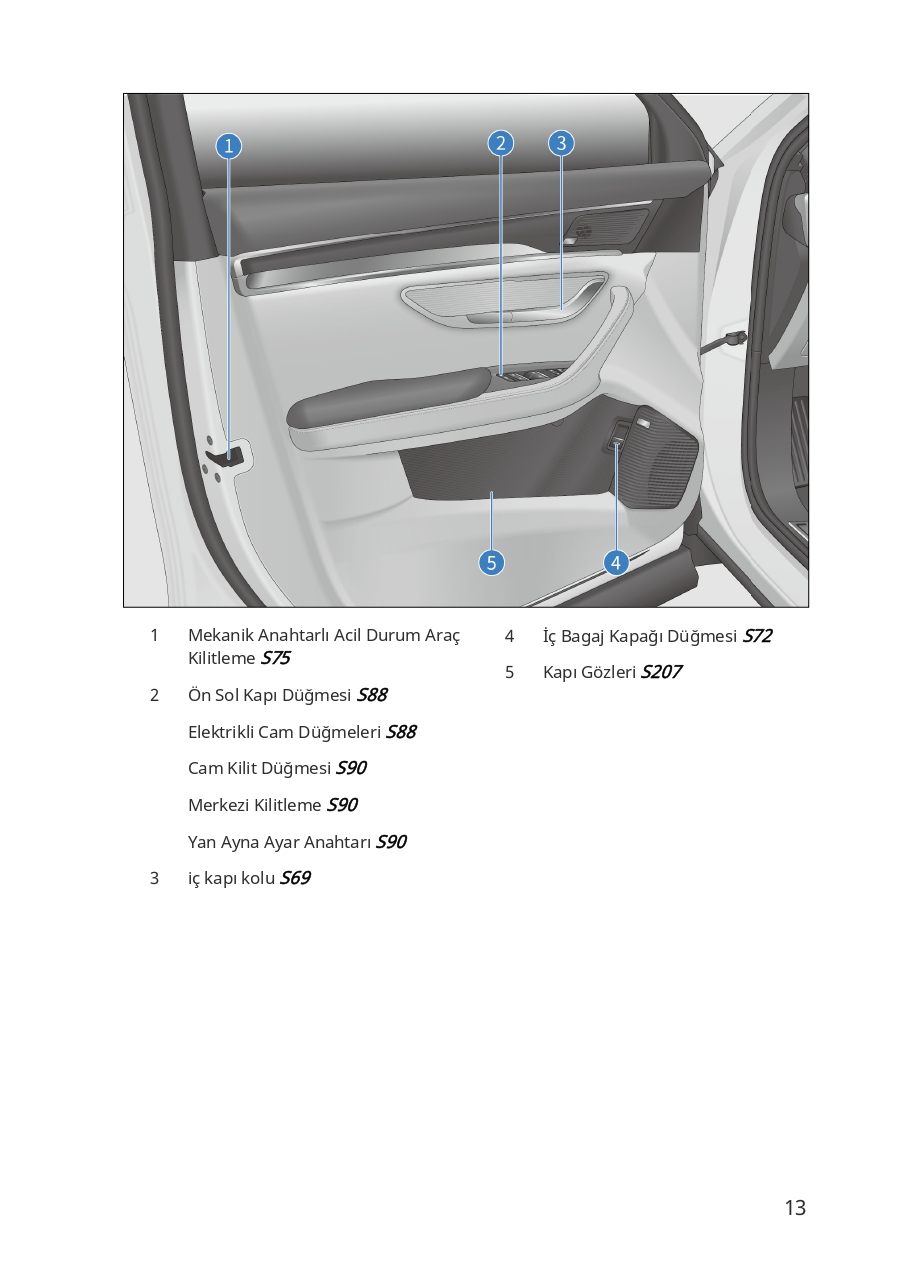 1
2
3
5
4
1 Mekanik Anahtarlı Acil Durum Araç
Kilitleme S75
2 Ön Sol Kapı Düğmesi S88
Elektrikli Cam Düğmeleri S88
Cam Kilit Düğmesi S90
Merkezi Kilitleme S90
Yan Ayna Ayar Anahtarı S90
3 iç kapı kolu S69
4 İç Bagaj Kapağı Düğmesi S72
5 Kapı Gözleri S207
13